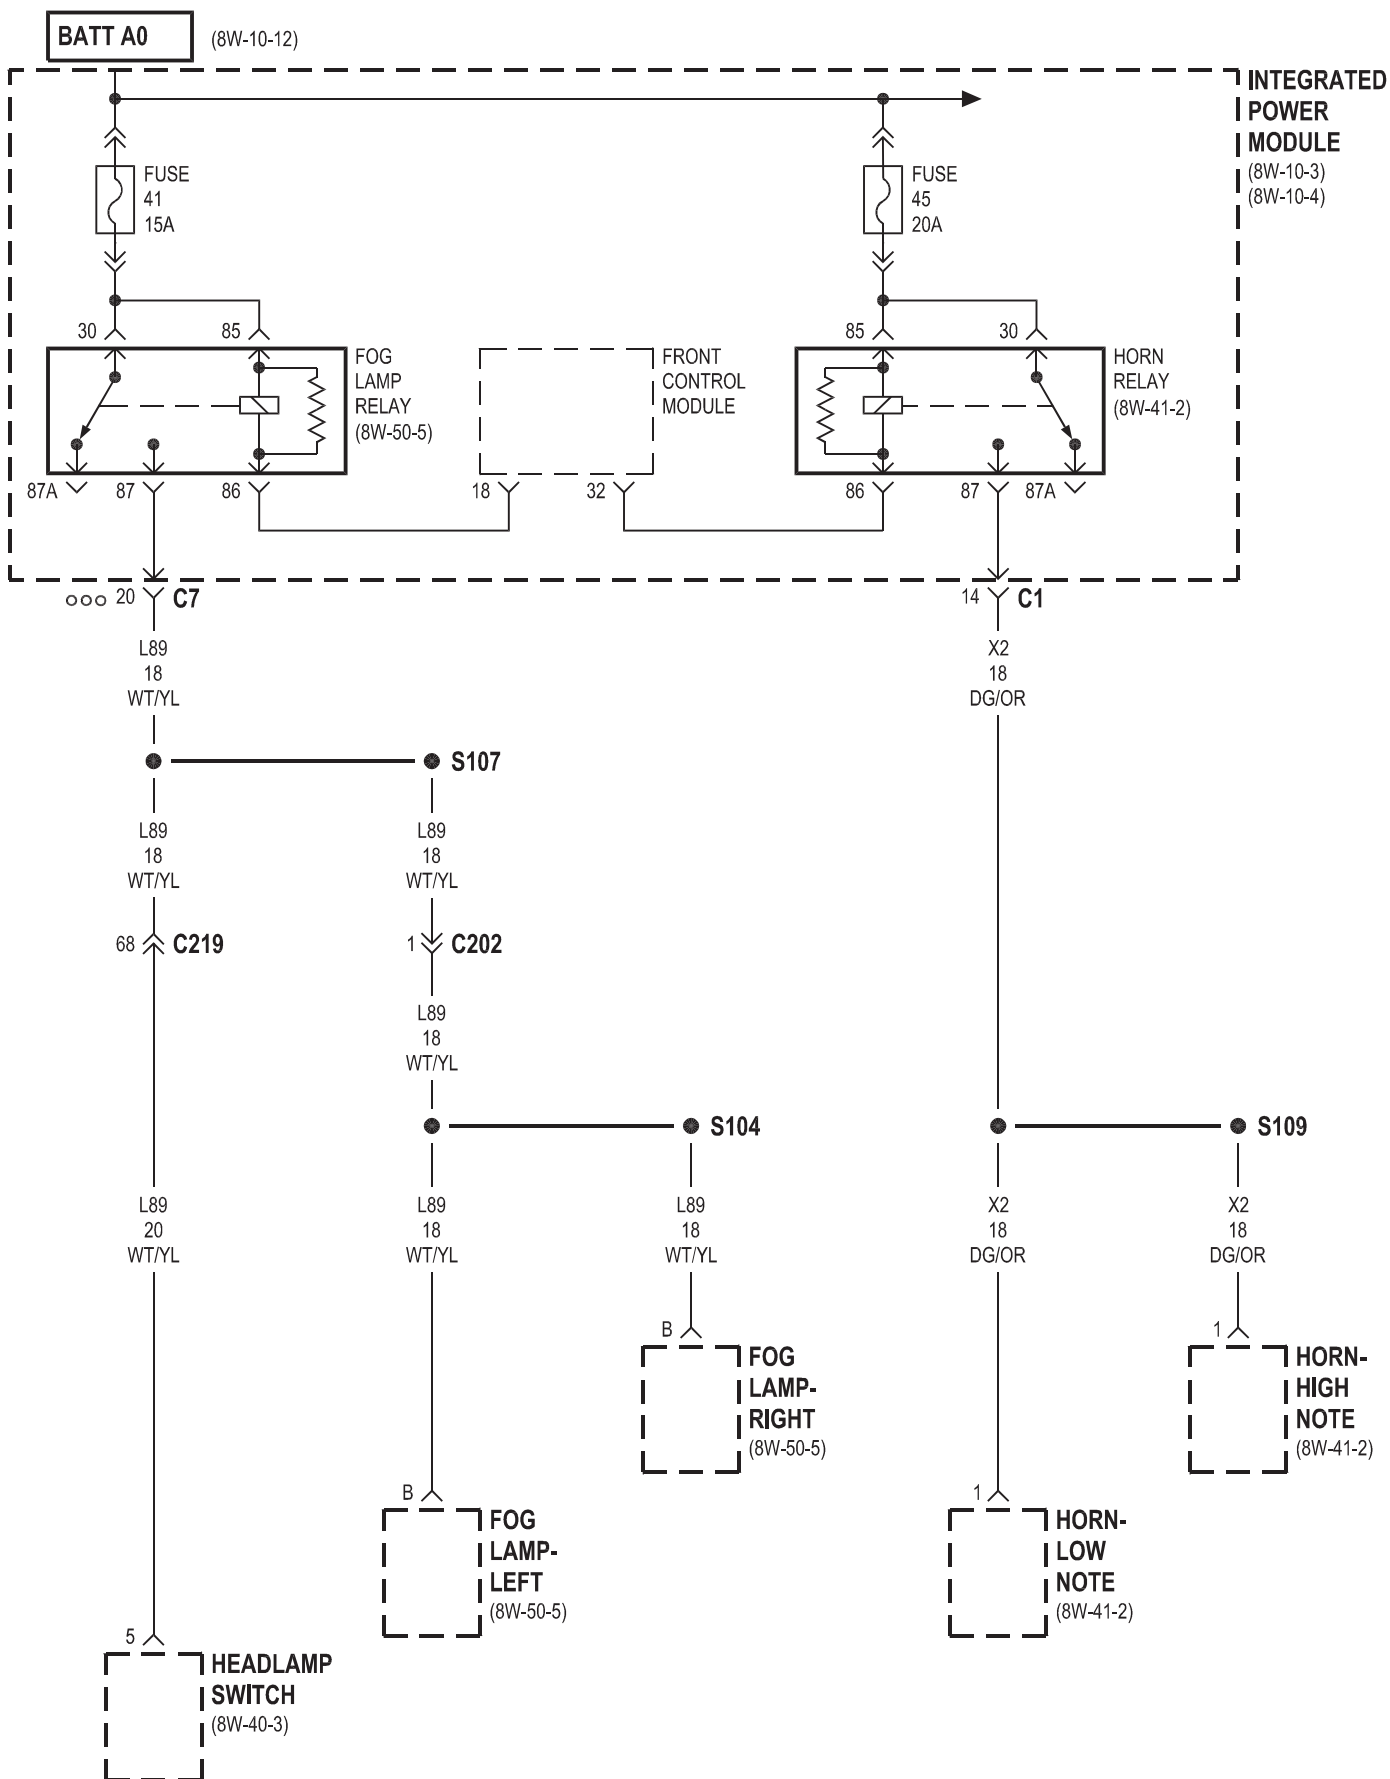 BATT A0
(8W-10-12)
INTEGRATED
POWER
MODULE
(8W-10-3)
(8W-10-4)
FUSE
41
15A
FUSE
45
20A
30
85
85
30
FOG
LAMP
RELAY
(8W-50-5)
FRONT
CONTROL
MODULE
HORN
RELAY
(8W-41-2)
87A
87
86
18
32
86
87
87A
20
C7
14
C1
L89
18
WT/YL
X2
18
DG/OR
S107
L89
18
WT/YL
L89
18
WT/YL
68
C219
1
C202
L89
18
WT/YL
S104
S109
L89
20
WT/YL
L89
18
WT/YL
L89
18
WT/YL
X2
18
DG/OR
X2
18
DG/OR
B
FOG
LAMP-
RIGHT
(8W-50-5)
1
HORN-
HIGH
NOTE
(8W-41-2)
B
FOG
LAMP-
LEFT
(8W-50-5)
1
HORN-
LOW
NOTE
(8W-41-2)
5
HEADLAMP
SWITCH
(8W-40-3)